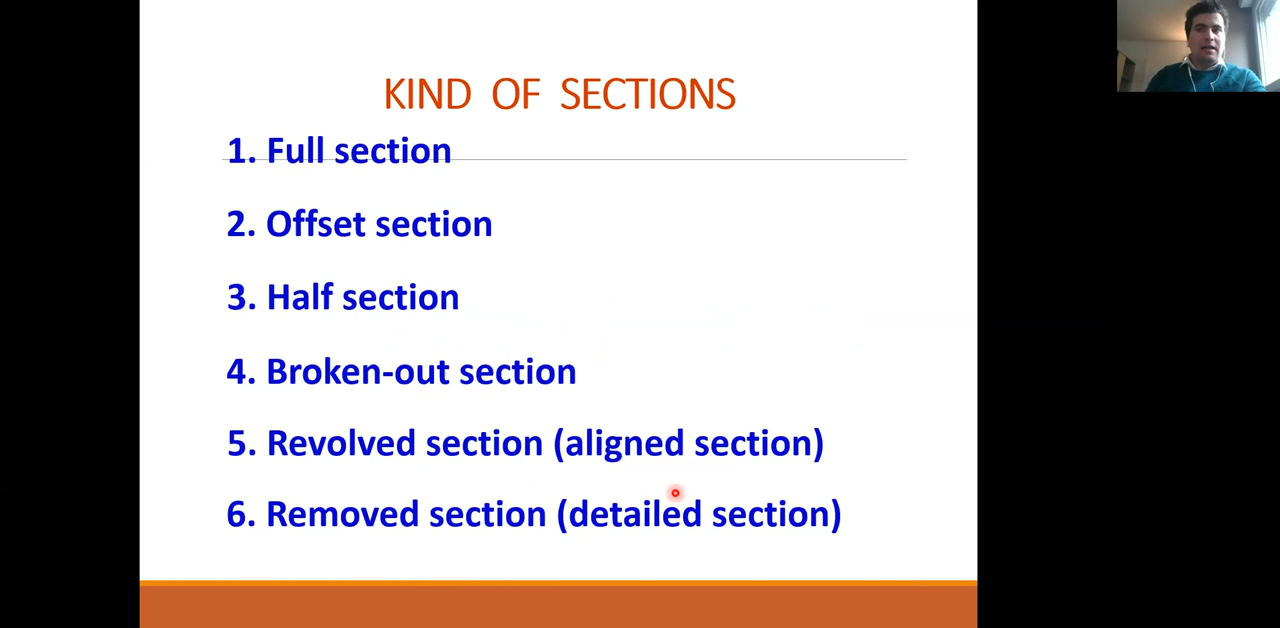 KIND OF SECTIONS
1. Full section
2. Offset section
3. Half section
4. Broken-out section
5. Revolved section (aligned section)
6. Removed section (detailed section)